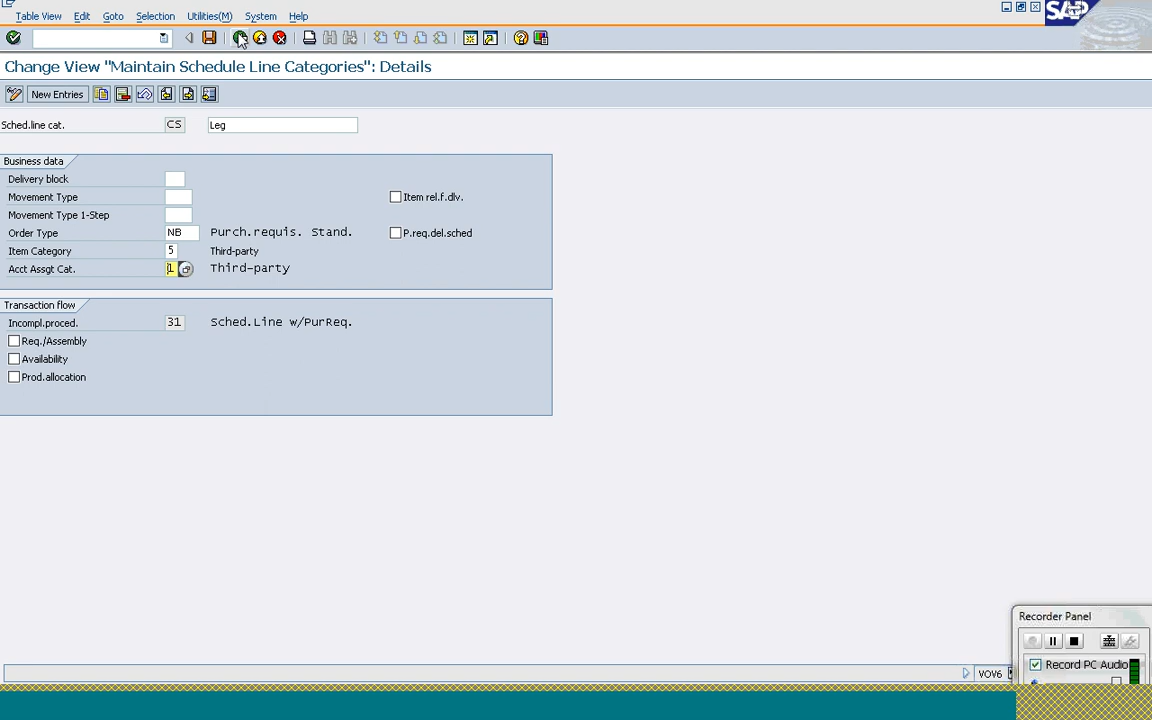 Table View Edit Goto Selection Utilities(M) System Help
SAP
Change View "Maintain Schedule Line Categories": Details
New Entries
Sched.line cat. CS Leg
Business data
Delivery block
Movement Type Item rel.f.dlv.
Movement Type 1-Step
Order Type NB Purch.requis. Stand. P.req.del.sched
Item Category 5 Third-party
Acct Assgt Cat. 1 Third-party
Transaction flow
Incompl.proced. 31 Sched.Line w/PurReq.
Req./Assembly
Availability
Prod.allocation
Recorder Panel
Record PC Audio
VOV6